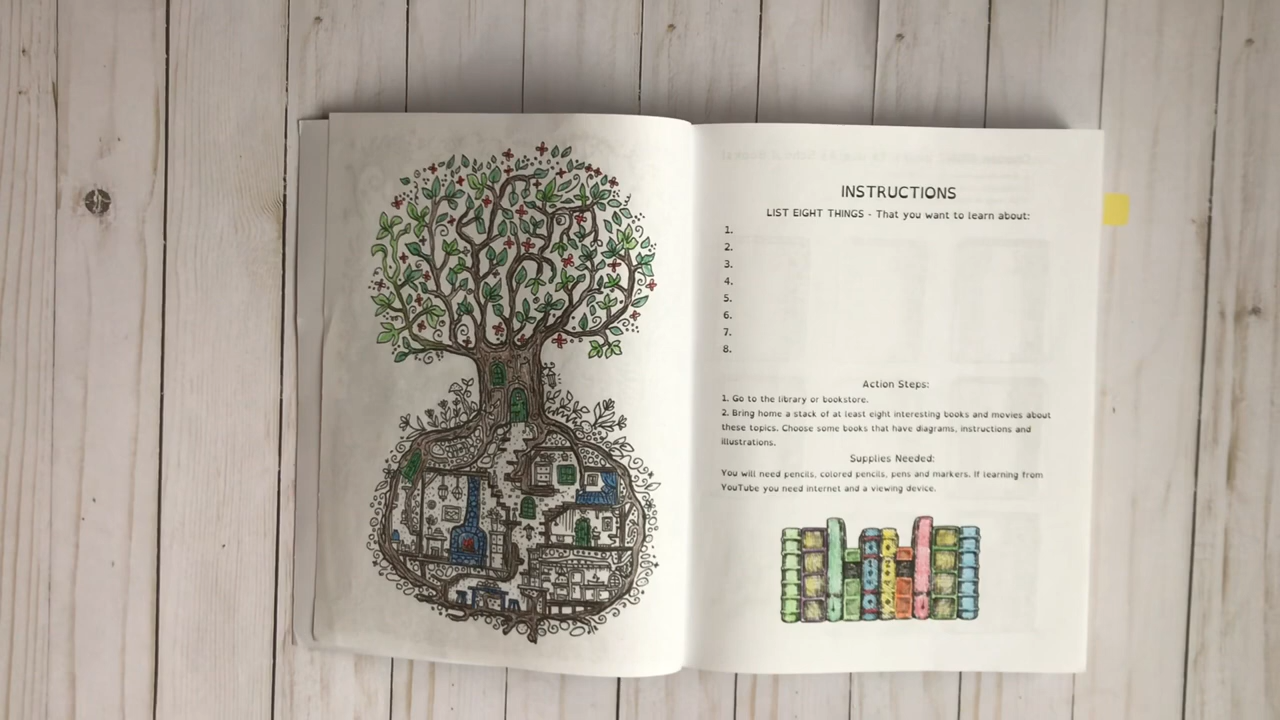 INSTRUCTIONS
LIST EIGHT THINGS - That you want to learn about:
1.
2.
3.
4.
5.
6.
7.
8.
Action Steps:
1. Go to the library or bookstore.
2. Bring home a stack of at least eight interesting books and movies about
these topics. Choose some books that have diagrams, instructions and
illustrations.
Supplies Needed:
You will need pencils, colored pencils, pens and markers. If learning from
YouTube you need internet and a viewing device.